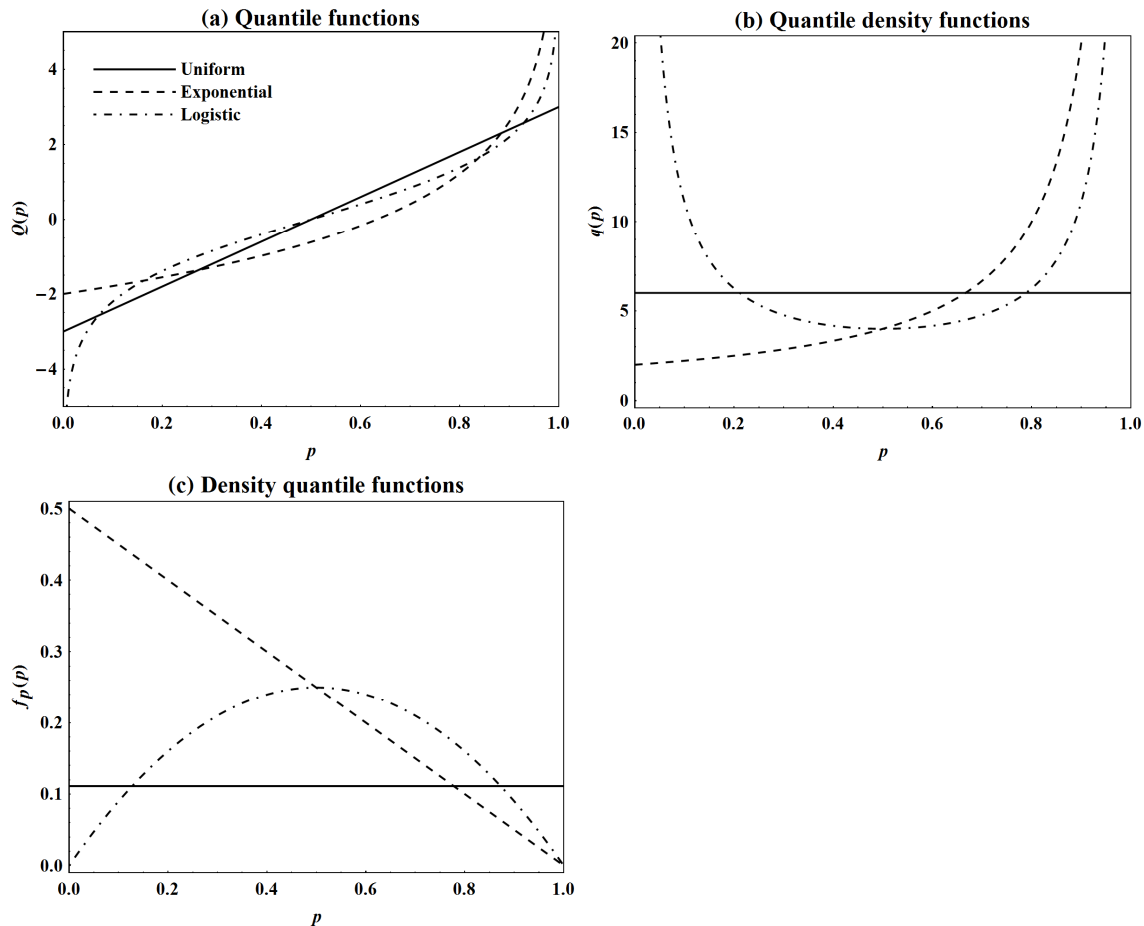 (a) Quantile functions
Q(p)
4
2
0
−2
−4
Uniform
Exponential
Logistic
0.0 0.2 0.4 0.6 0.8 1.0
p
(b) Quantile density functions
q(p)
20
15
10
5
0
0.0 0.2 0.4 0.6 0.8 1.0
p
(c) Density quantile functions
f_p(p)
0.5
0.4
0.3
0.2
0.1
0.0
0.0 0.2 0.4 0.6 0.8 1.0
p